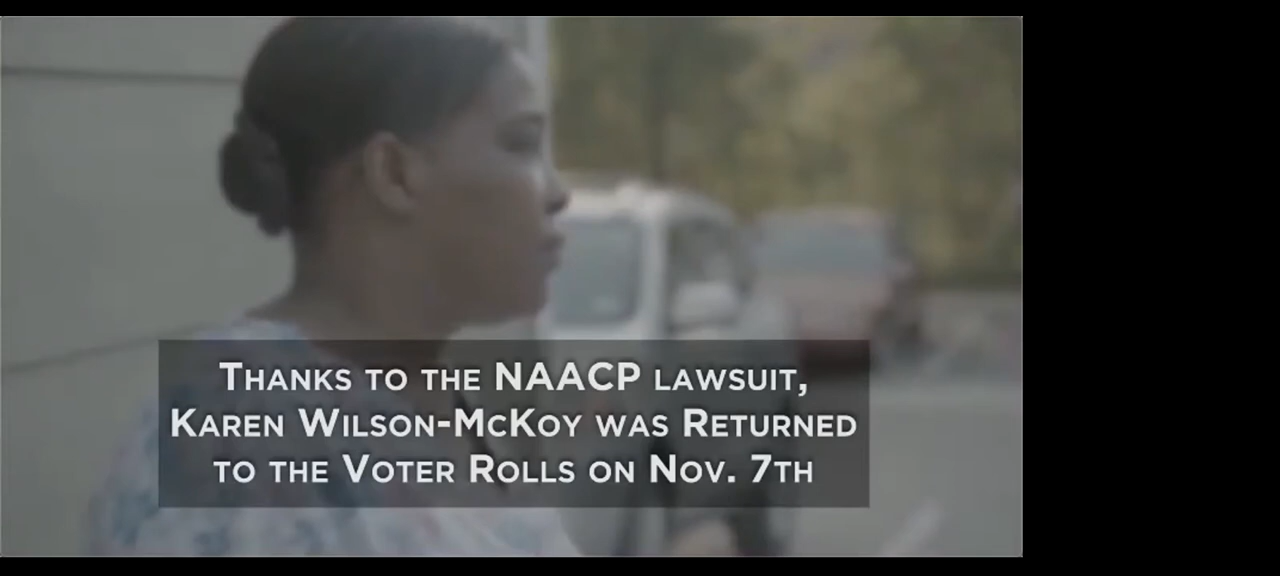 Thanks to the NAACP lawsuit,
Karen Wilson-McKoy was Returned
to the Voter Rolls on Nov. 7th